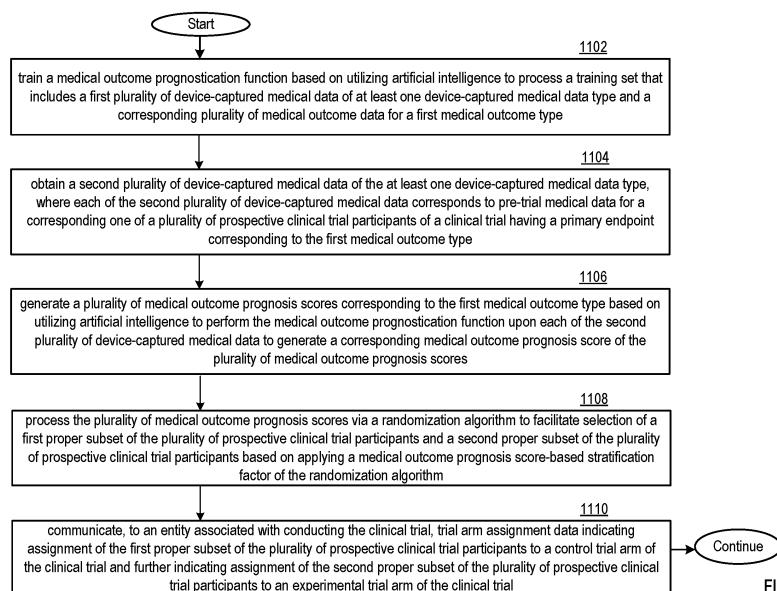 Start
1102
train a medical outcome prognostication function based on utilizing artificial intelligence to process a training set that
includes a first plurality of device-captured medical data of at least one device-captured medical data type and a
corresponding plurality of medical outcome data for a first medical outcome type
1104
obtain a second plurality of device-captured medical data of the at least one device-captured medical data type,
where each of the second plurality of device-captured medical data corresponds to pre-trial medical data for a
corresponding one of a plurality of prospective clinical trial participants of a clinical trial having a primary endpoint
corresponding to the first medical outcome type
1106
generate a plurality of medical outcome prognosis scores corresponding to the first medical outcome type based on
utilizing artificial intelligence to perform the medical outcome prognostication function upon each of the second
plurality of device-captured medical data to generate a corresponding medical outcome prognosis score of the
plurality of medical outcome prognosis scores
1108
process the plurality of medical outcome prognosis scores via a randomization algorithm to facilitate selection of a
first proper subset of the plurality of prospective clinical trial participants and a second proper subset of the plurality
of prospective clinical trial participants based on applying a medical outcome prognosis score-based stratification
factor of the randomization algorithm
1110
communicate, to an entity associated with conducting the clinical trial, trial arm assignment data indicating
assignment of the first proper subset of the plurality of prospective clinical trial participants to a control trial arm of
the clinical trial and further indicating assignment of the second proper subset of the plurality of prospective clinical
trial participants to an experimental trial arm of the clinical trial
Continue